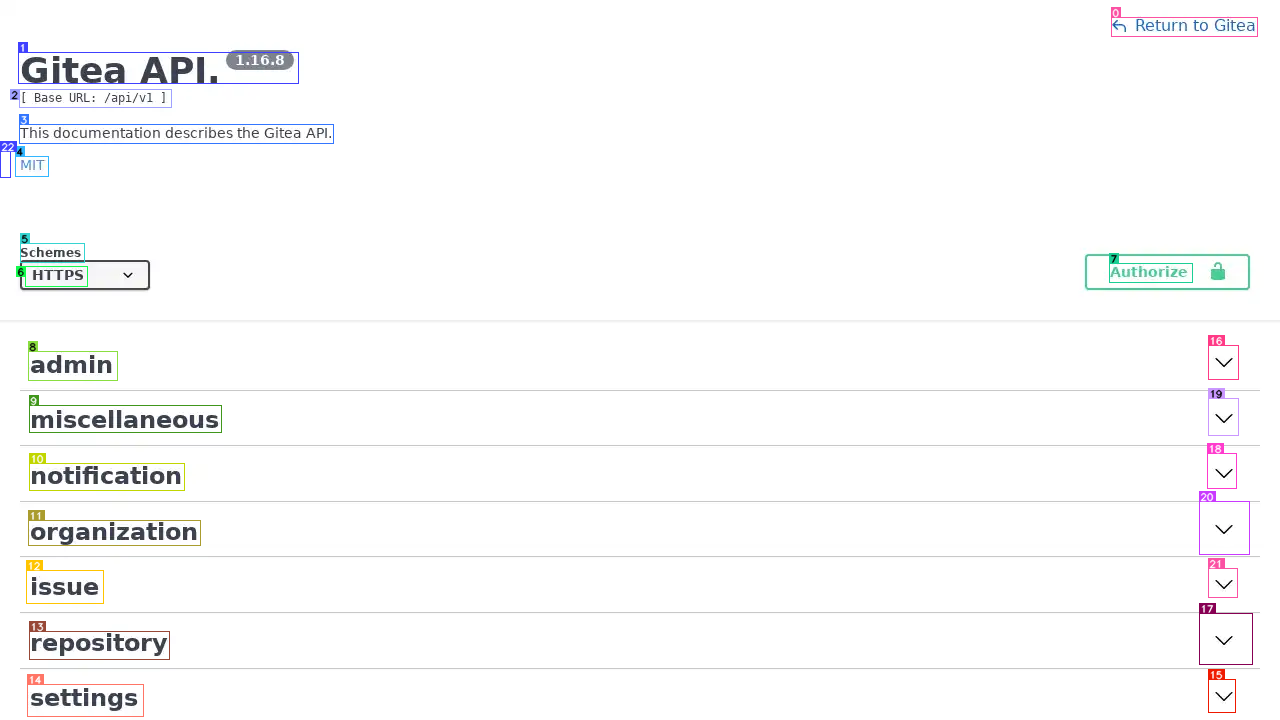 0
Return to Gitea
1
Gitea API. 1.16.8
2 [ Base URL: /api/v1 ]
3
This documentation describes the Gitea API.
22 4
MIT
5
Schemes
6 HTTPS
7
Authorize
8 16
admin
9 19
miscellaneous
10 18
notification
11 20
organization
12 21
issue
13 17
repository
14 15
settings